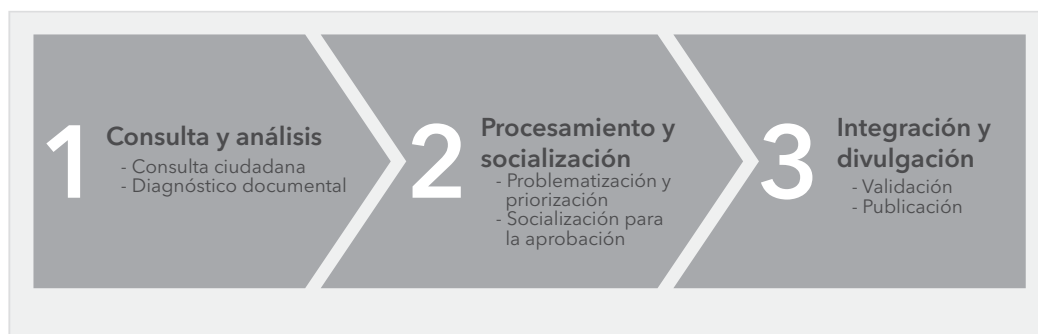 1
Consulta y análisis
- Consulta ciudadana
- Diagnóstico documental
2
Procesamiento y
socialización
- Problematización y
priorización
- Socialización para
la aprobación
3
Integración y
divulgación
- Validación
- Publicación